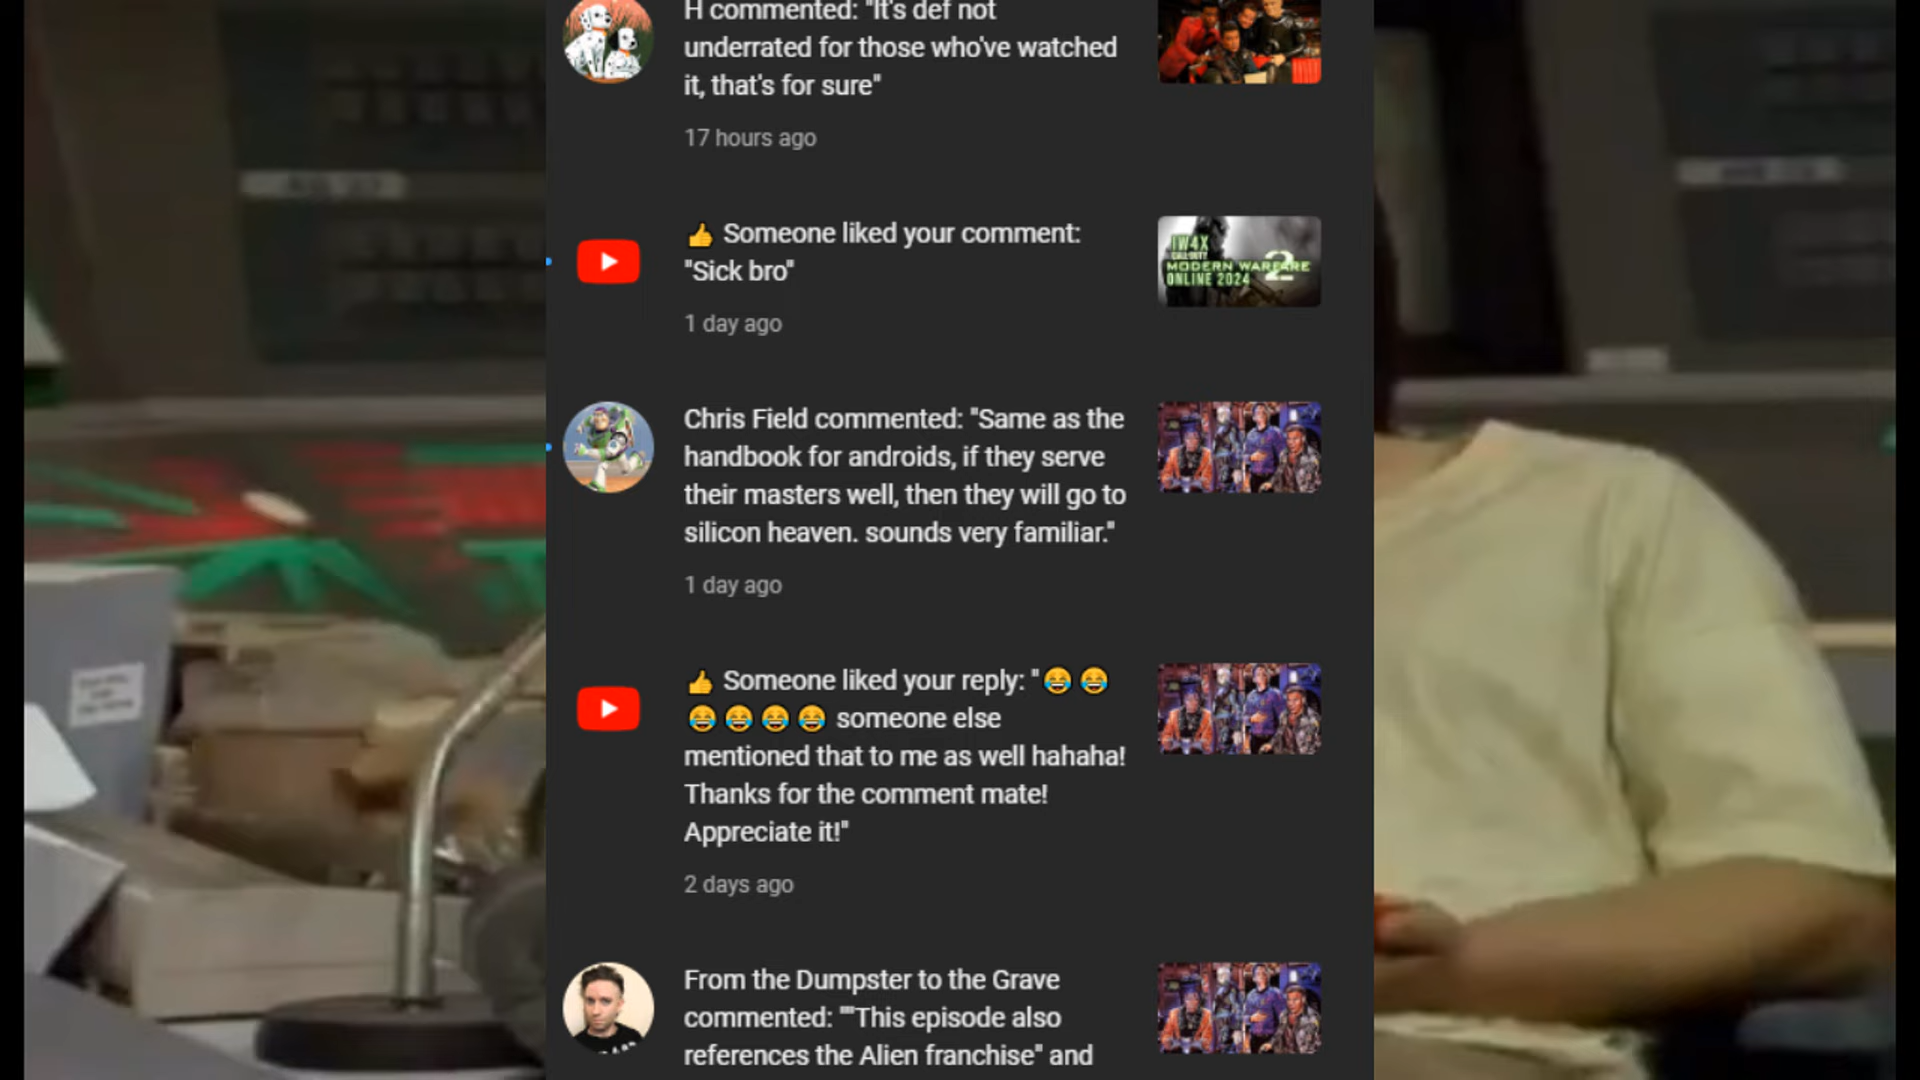 H commented: "It's def not
underrated for those who've watched
it, that's for sure"
17 hours ago
👍 Someone liked your comment:
"Sick bro"
1 day ago
IW4X
CALL OF DUTY
MODERN WARFARE 2
ONLINE 2024
Chris Field commented: "Same as the
handbook for androids, if they serve
their masters well, then they will go to
silicon heaven. sounds very familiar."
1 day ago
👍 Someone liked your reply: "😂 😂
😂 😂 😂 😂 someone else
mentioned that to me as well hahaha!
Thanks for the comment mate!
Appreciate it!"
2 days ago
From the Dumpster to the Grave
commented: ""This episode also
references the Alien franchise" and